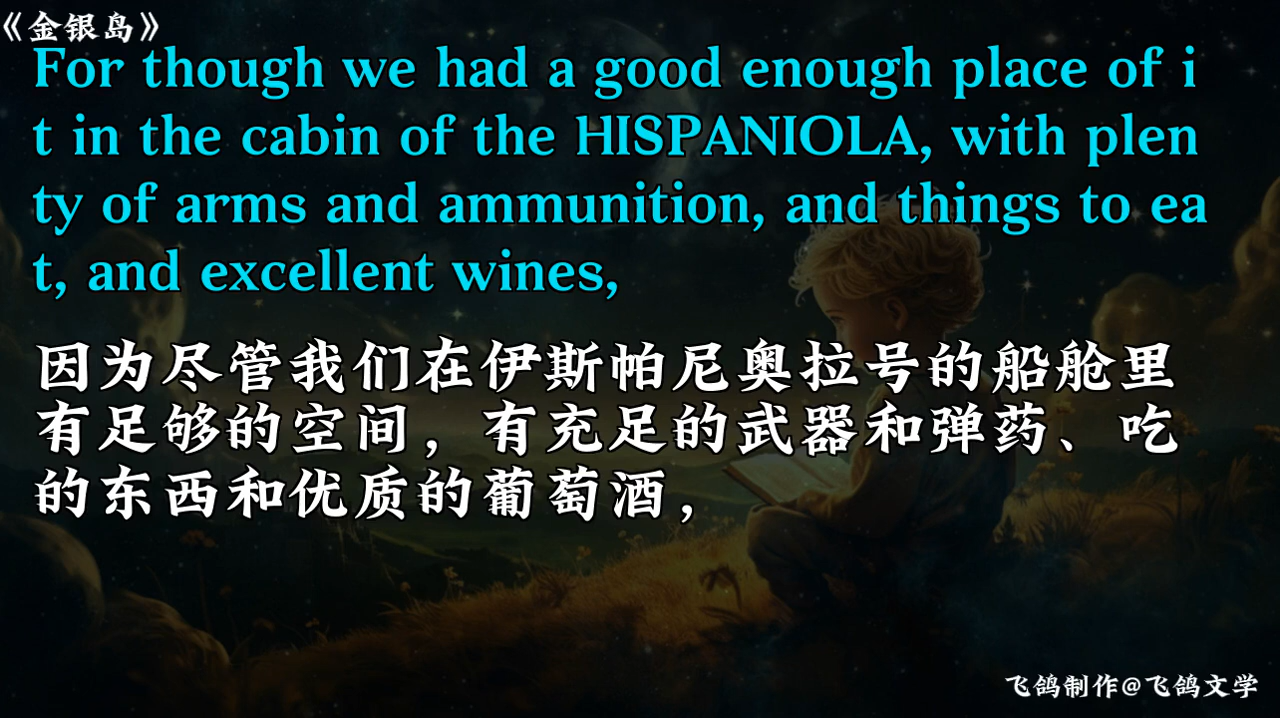 《金银岛》
For though we had a good enough place of i
t in the cabin of the HISPANIOLA, with plen
ty of arms and ammunition, and things to ea
t, and excellent wines,
因为尽管我们在伊斯帕尼奥拉号的船舱里
有足够的空间，有充足的武器和弹药、吃
的东西和优质的葡萄酒，
飞鸽制作@飞鸽文学